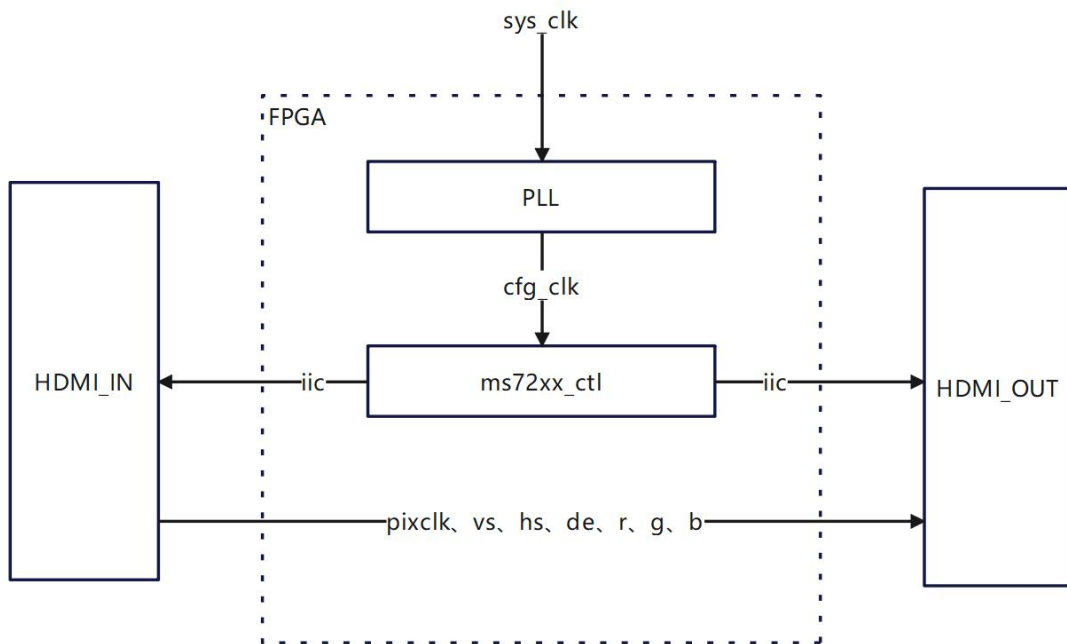 sys_clk
FPGA
PLL
cfg_clk
HDMI_IN
iic
ms72xx_ctl
iic
HDMI_OUT
pixclk、vs、hs、de、r、g、b